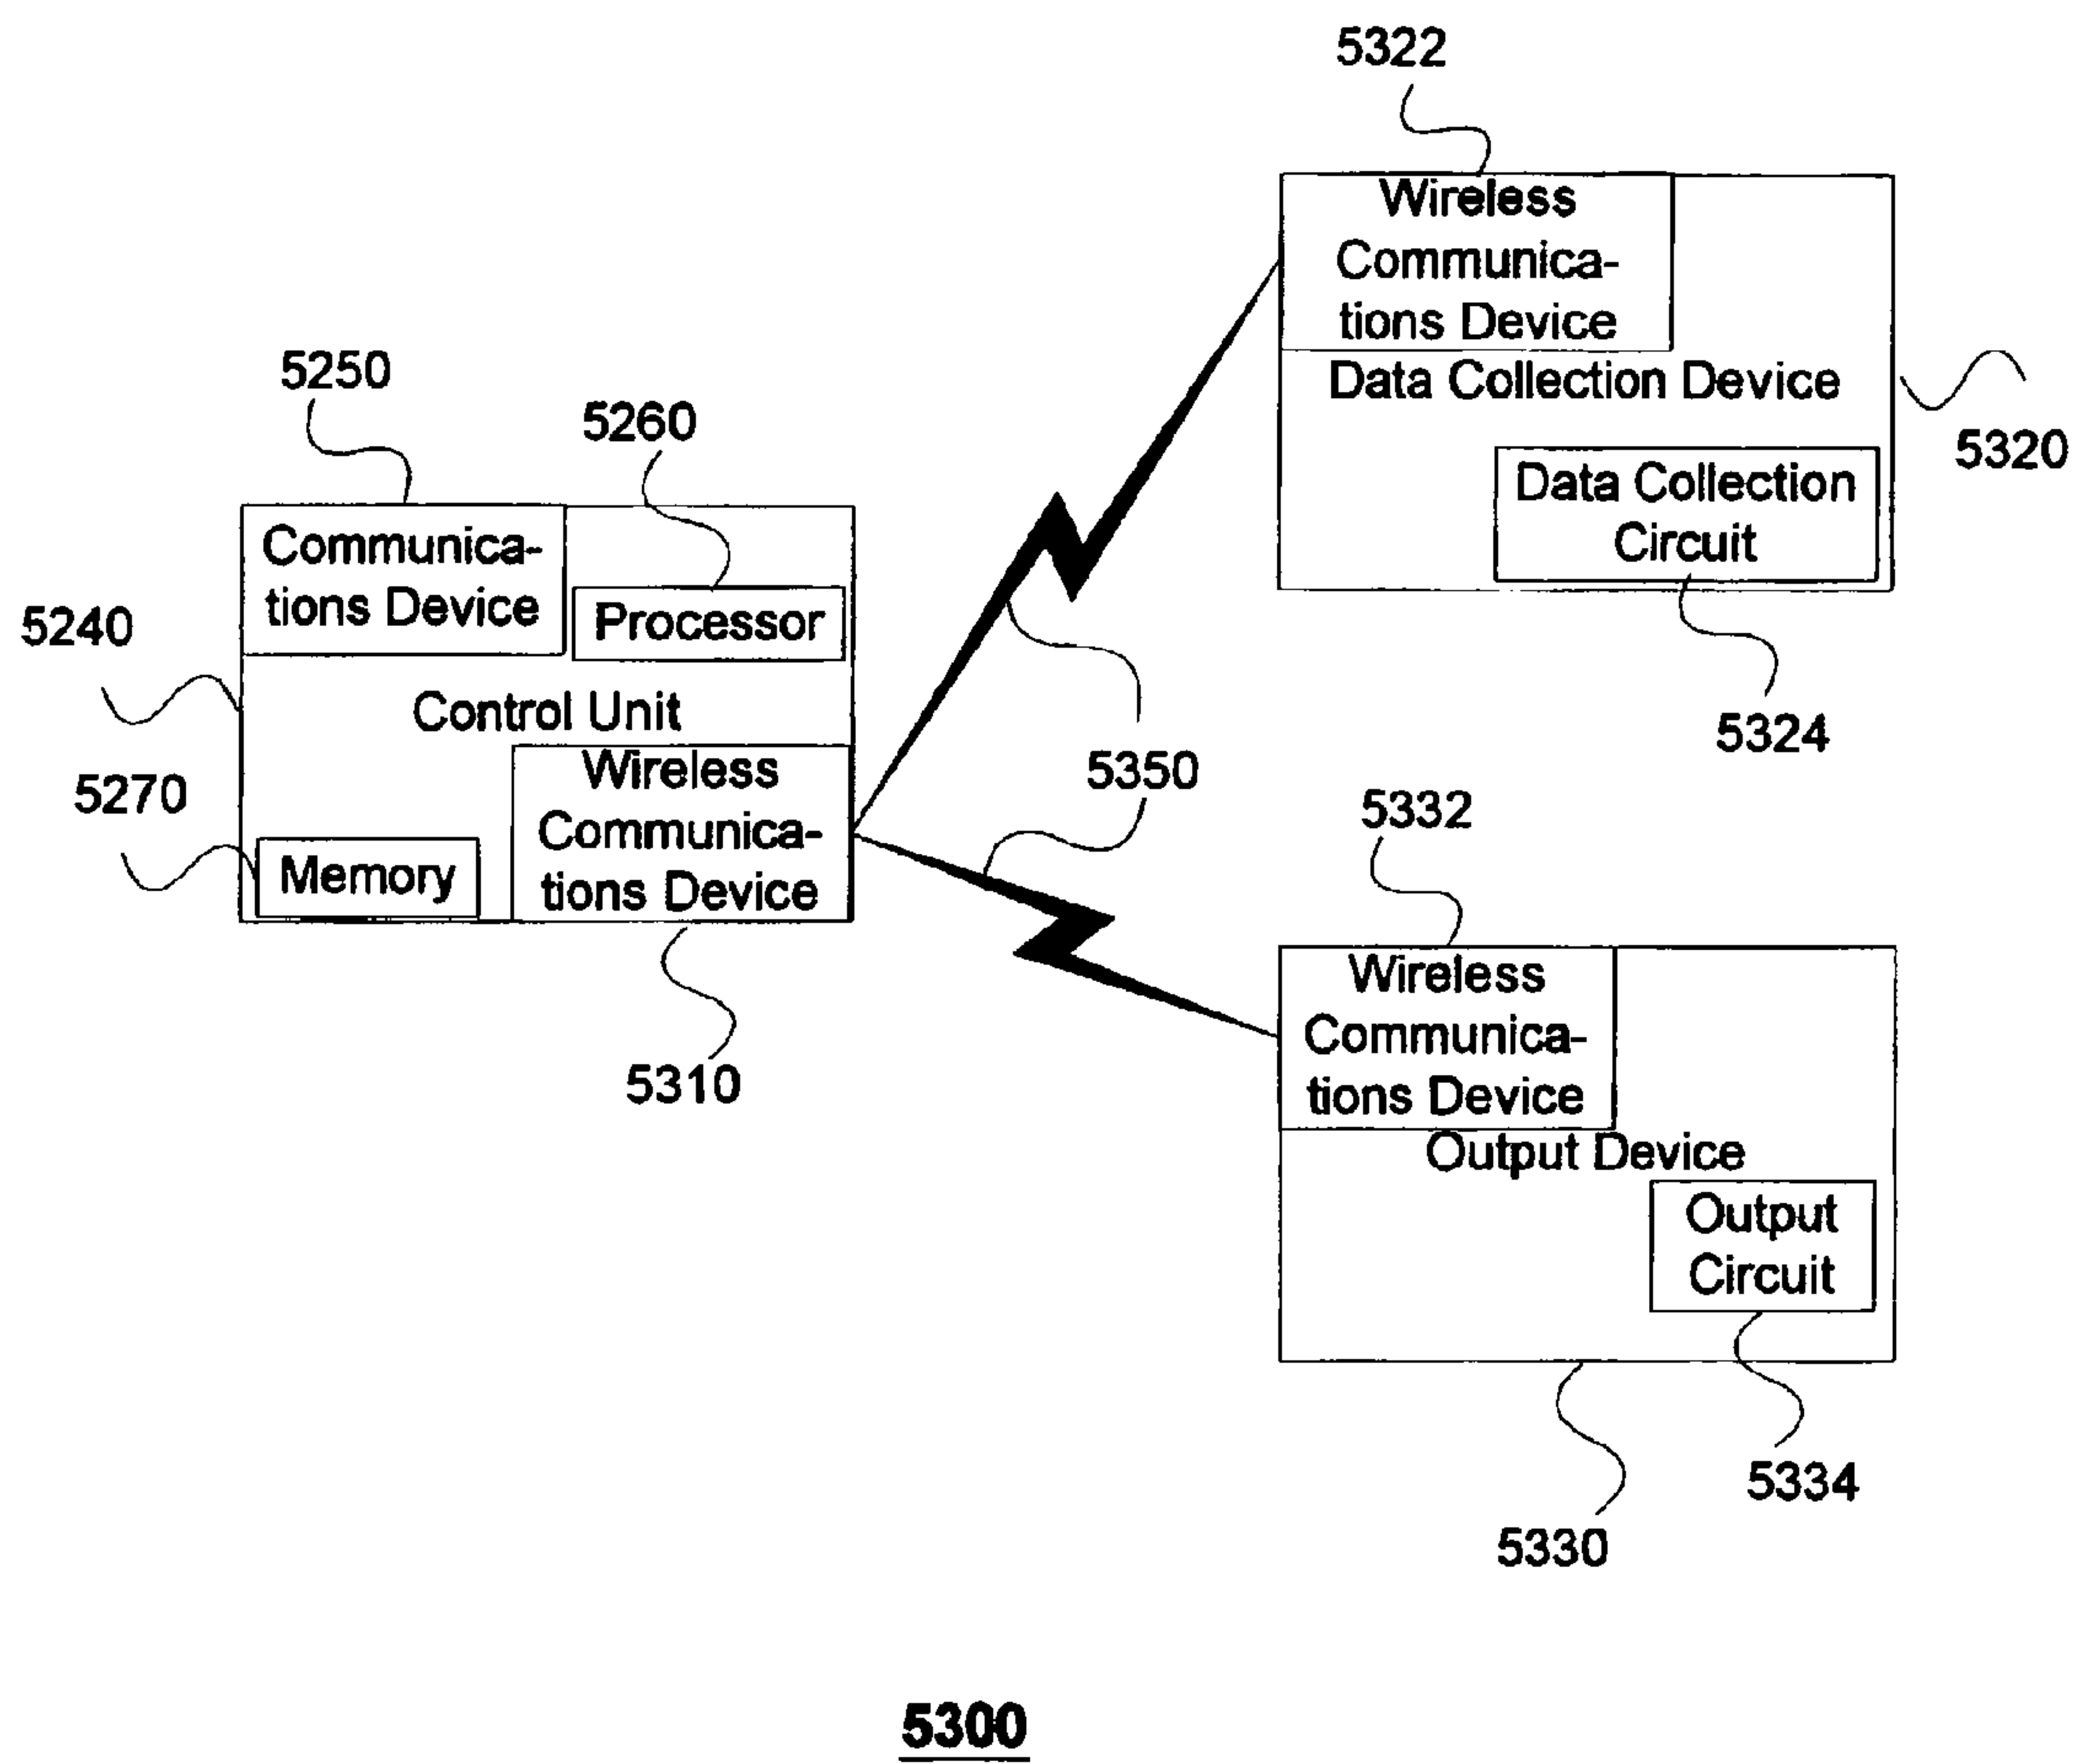 5322
Wireless
Communica-
tions Device
Data Collection Device
5320
Data Collection
Circuit
5324
5250
5260
Communica-
tions Device
Processor
5240
Control Unit
5270
Memory
Wireless
Communica-
tions Device
5310
5350
5332
Wireless
Communica-
tions Device
Output Device
Output
Circuit
5334
5330
5300